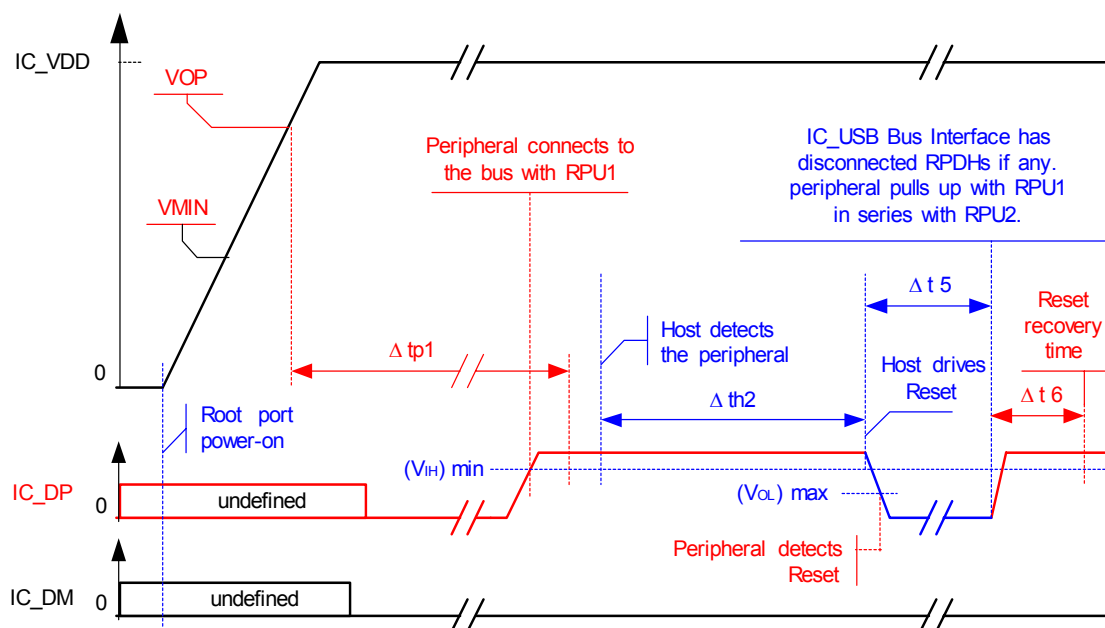 IC_VDD
VOP
VMIN
0
Peripheral connects to
the bus with RPU1
IC_USB Bus Interface has
disconnected RPDHs if any.
peripheral pulls up with RPU1
in series with RPU2.
Δ tp1
Host detects
the peripheral
Δ t 5
Reset
recovery
time
Host drives
Reset
Δ th2
Δ t 6
Root port
power-on
(VIH) min
IC_DP
0
undefined
(VOL) max
Peripheral detects
Reset
IC_DM
0
undefined